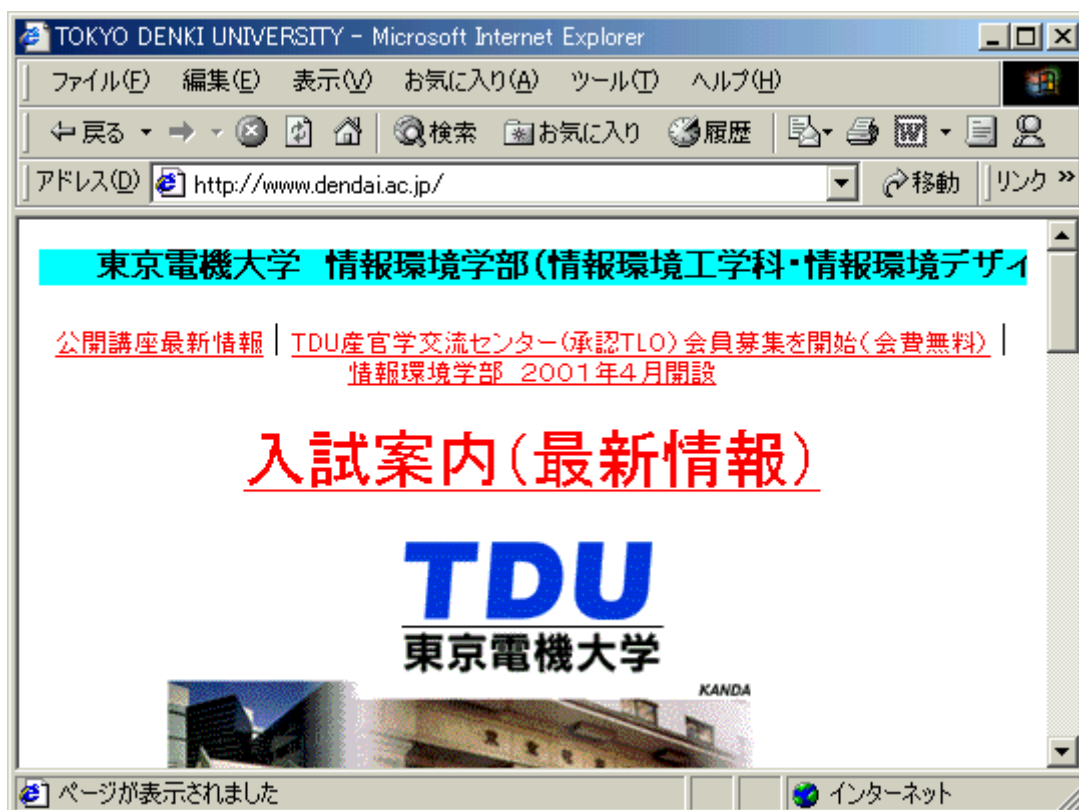 TOKYO DENKI UNIVERSITY - Microsoft Internet Explorer
ファイル(F) 編集(E) 表示(V) お気に入り(A) ツール(T) ヘルプ(H)
戻る 検索 お気に入り 履歴
アドレス(D) http://www.dendai.ac.jp/ 移動 リンク »
東京電機大学 情報環境学部(情報環境工学科・情報環境デザイ
公開講座最新情報 | TDU産官学交流センター(承認TLO)会員募集を開始(会費無料) |
情報環境学部 2001年4月開設
入試案内(最新情報)
TDU
東京電機大学
KANDA
ページが表示されました インターネット